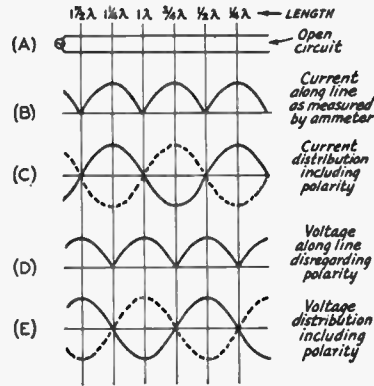 1½λ 1¼λ 1λ ¾λ ½λ ¼λ ← LENGTH
(A)
Open
circuit
(B)
Current
along line
as measured
by ammeter
(C)
Current
distribution
including
polarity
(D)
Voltage
along line
disregarding
polarity
(E)
Voltage
distribution
including
polarity